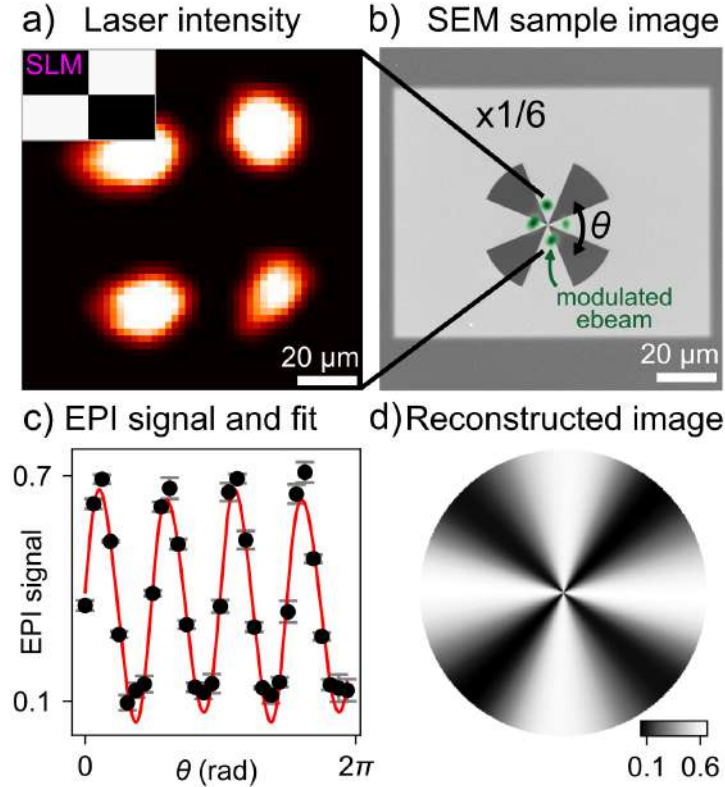 a) Laser intensity
SLM
20 μm
b) SEM sample image
x1/6
θ
modulated
ebeam
20 μm
c) EPI signal and fit
EPI signal
0.7
0.1
0
θ (rad)
2π
d) Reconstructed image
0.1 0.6